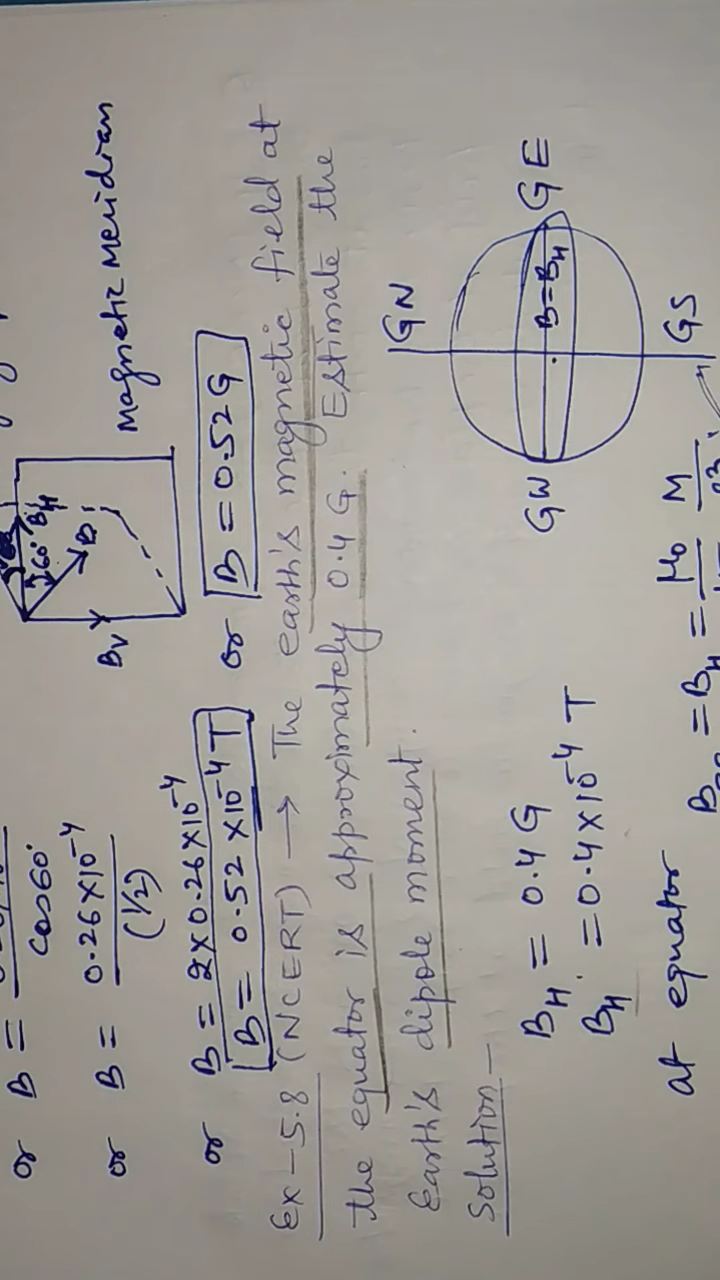 or B = cos60°
or B = 0.26×10⁻⁴ / (1/2)
or B = 2×0.26×10⁻⁴
B = 0.52×10⁻⁴ T or B = 0.52G
60° BH
B
BV
Magnetic Meridian
Ex-5.8 (NCERT) → The earth's magnetic field at
the equator is approximately 0.4 G. Estimate the
Earth's dipole moment.
Solution-
BH = 0.4 G
BH = 0.4×10⁻⁴ T
GN
GW
B=BH
GE
GS
at equator
= BH = μ0 M